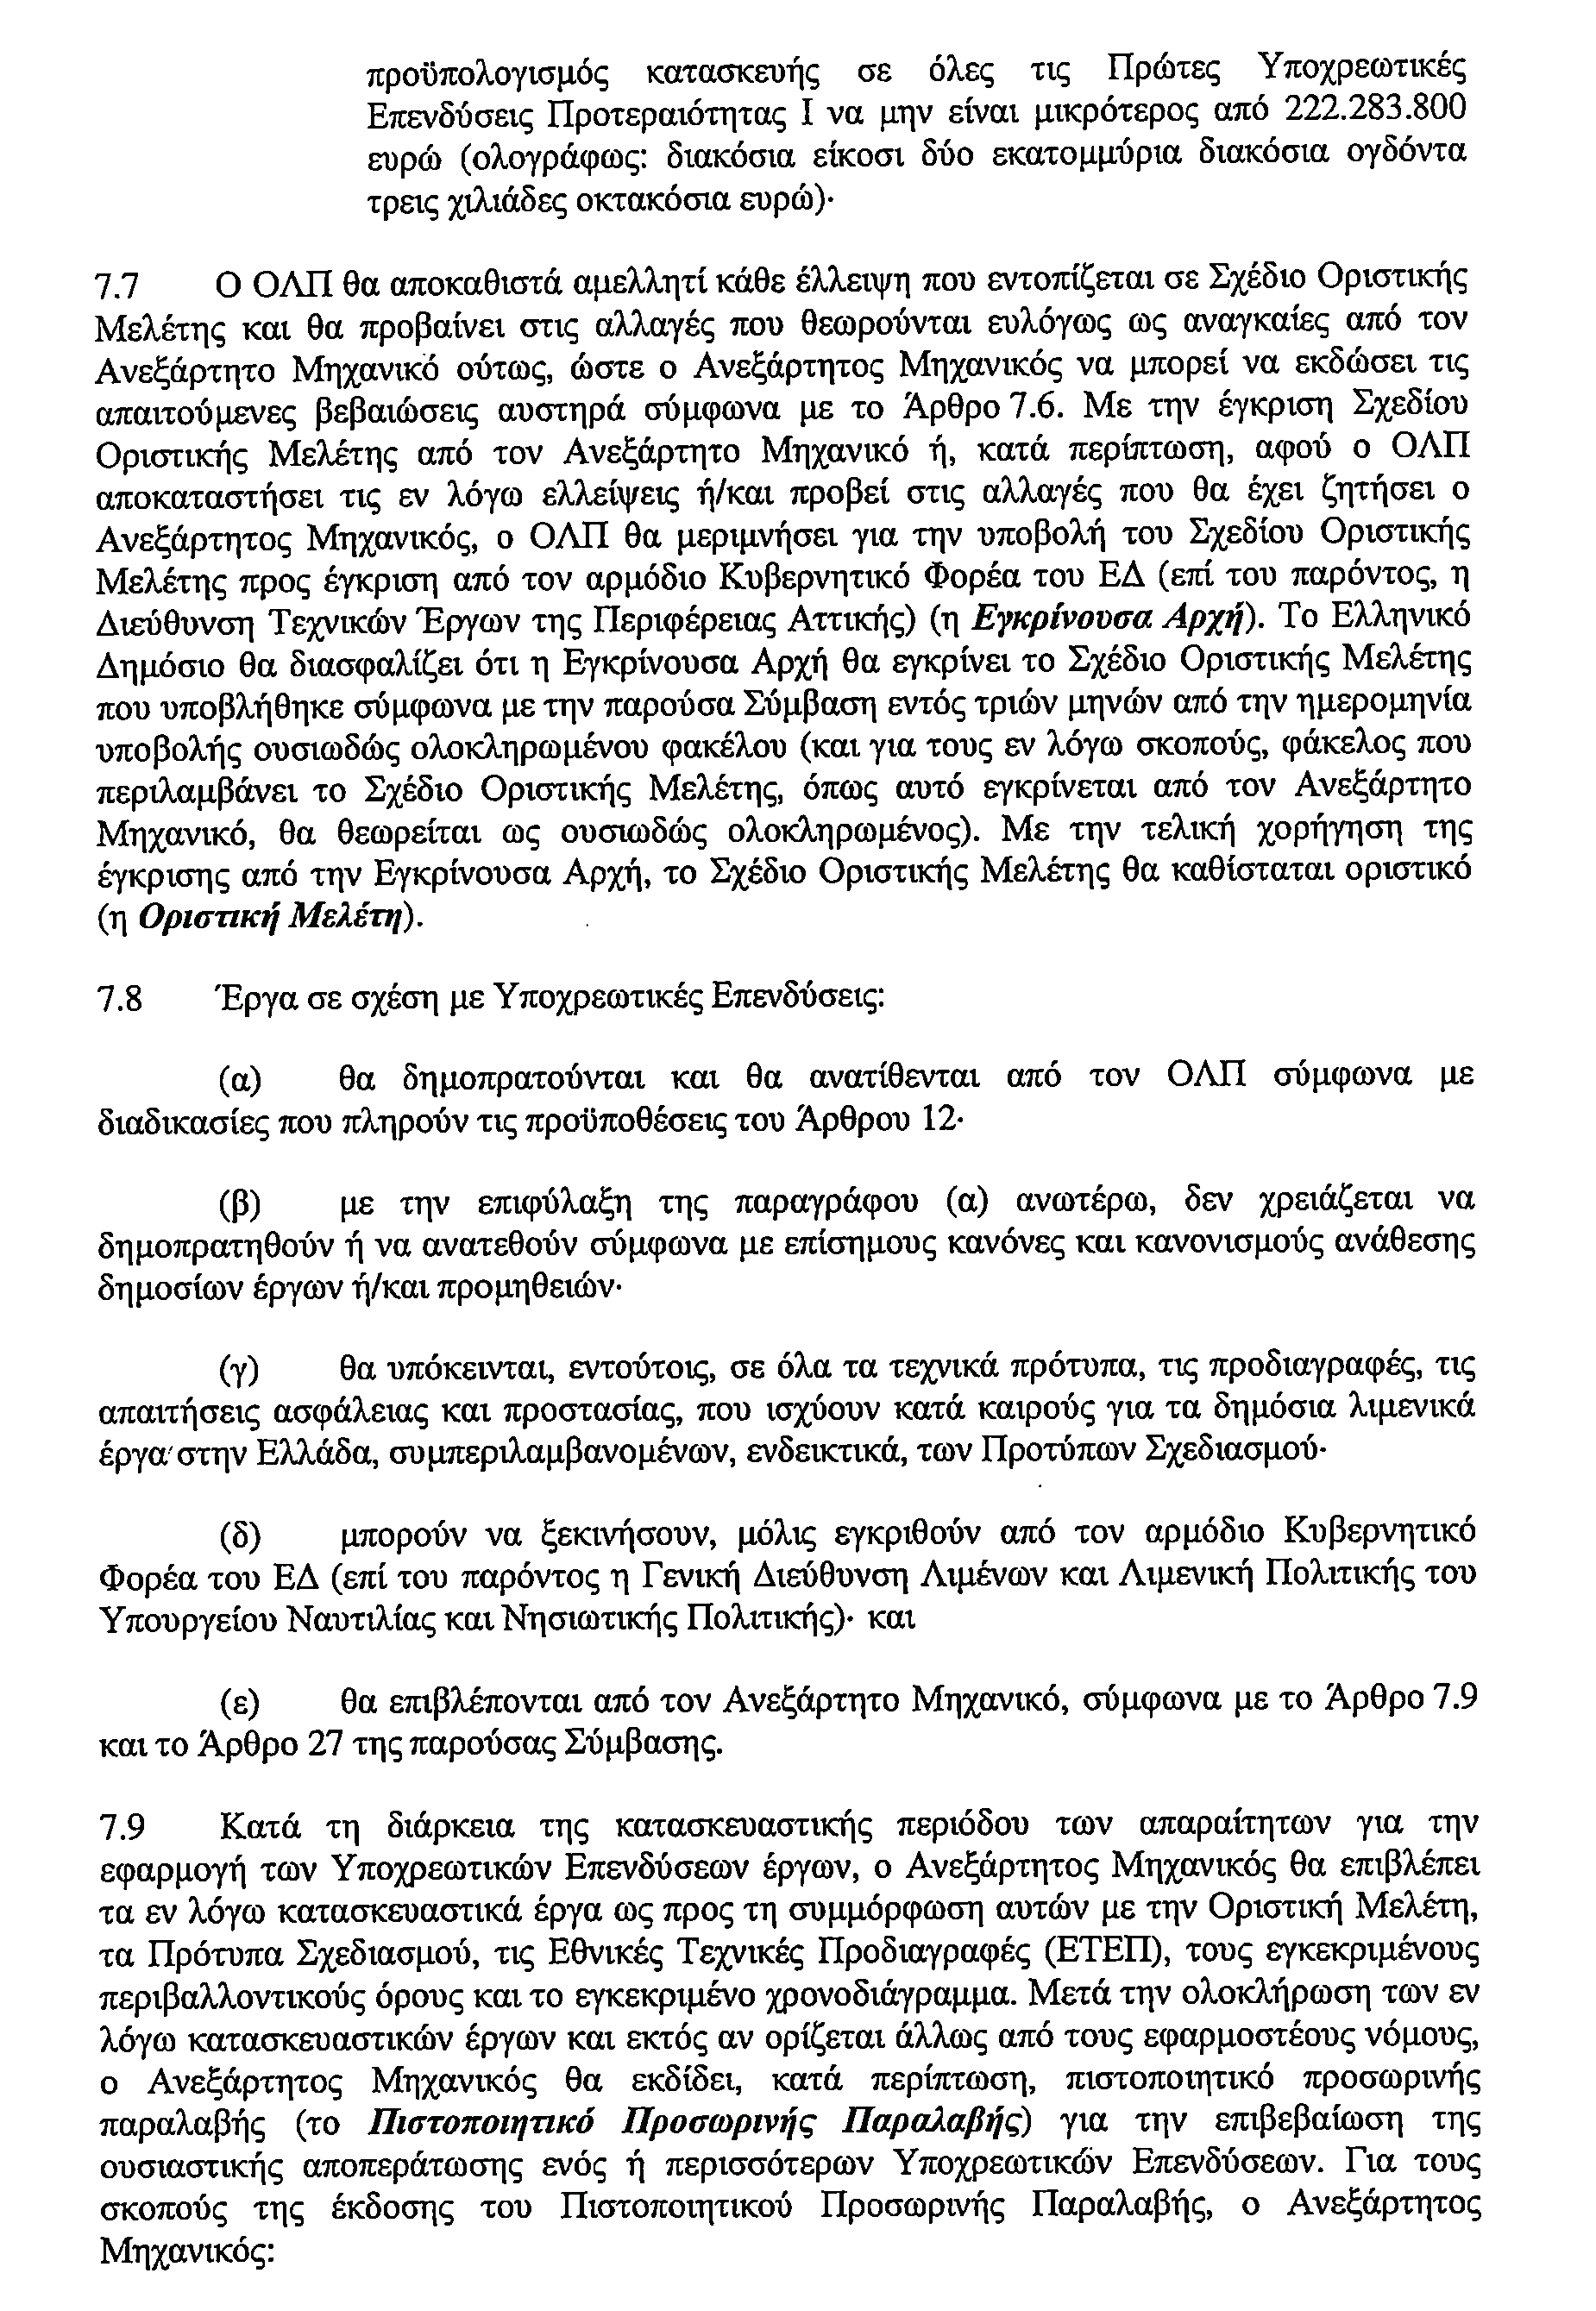 προϋπολογισμός κατασκευής σε όλες τις Πρώτες Υποχρεωτικές
Επενδύσεις Προτεραιότητας Ι να μην είναι μικρότερος από 222.283.800
ευρώ (ολογράφως: διακόσια είκοσι δύο εκατομμύρια διακόσια ογδόντα
τρεις χιλιάδες οκτακόσια ευρώ)·
7.7 Ο ΟΛΠ θα αποκαθιστά αμελλητί κάθε έλλειψη που εντοπίζεται σε Σχέδιο Οριστικής
Μελέτης και θα προβαίνει στις αλλαγές που θεωρούνται ευλόγως ως αναγκαίες από τον
Ανεξάρτητο Μηχανικό ούτως, ώστε ο Ανεξάρτητος Μηχανικός να μπορεί να εκδώσει τις
απαιτούμενες βεβαιώσεις αυστηρά σύμφωνα με το Άρθρο 7.6. Με την έγκριση Σχεδίου
Οριστικής Μελέτης από τον Ανεξάρτητο Μηχανικό ή, κατά περίπτωση, αφού ο ΟΛΠ
αποκαταστήσει τις εν λόγω ελλείψεις ή/και προβεί στις αλλαγές που θα έχει ζητήσει ο
Ανεξάρτητος Μηχανικός, ο ΟΛΠ θα μεριμνήσει για την υποβολή του Σχεδίου Οριστικής
Μελέτης προς έγκριση από τον αρμόδιο Κυβερνητικό Φορέα του ΕΔ (επί του παρόντος, η
Διεύθυνση Τεχνικών Έργων της Περιφέρειας Αττικής) (η Εγκρίνουσα Αρχή). Το Ελληνικό
Δημόσιο θα διασφαλίζει ότι η Εγκρίνουσα Αρχή θα εγκρίνει το Σχέδιο Οριστικής Μελέτης
που υποβλήθηκε σύμφωνα με την παρούσα Σύμβαση εντός τριών μηνών από την ημερομηνία
υποβολής ουσιωδώς ολοκληρωμένου φακέλου (και για τους εν λόγω σκοπούς, φάκελος που
περιλαμβάνει το Σχέδιο Οριστικής Μελέτης, όπως αυτό εγκρίνεται από τον Ανεξάρτητο
Μηχανικό, θα θεωρείται ως ουσιωδώς ολοκληρωμένος). Με την τελική χορήγηση της
έγκρισης από την Εγκρίνουσα Αρχή, το Σχέδιο Οριστικής Μελέτης θα καθίσταται οριστικό
(η Οριστική Μελέτη).
7.8 Έργα σε σχέση με Υποχρεωτικές Επενδύσεις:
(α) θα δημοπρατούνται και θα ανατίθενται από τον ΟΛΠ σύμφωνα με
διαδικασίες που πληρούν τις προϋποθέσεις του Άρθρου 12·
(β) με την επιφύλαξη της παραγράφου (α) ανωτέρω, δεν χρειάζεται να
δημοπρατηθούν ή να ανατεθούν σύμφωνα με επίσημους κανόνες και κανονισμούς ανάθεσης
δημοσίων έργων ή/και προμηθειών·
(γ) θα υπόκεινται, εντούτοις, σε όλα τα τεχνικά πρότυπα, τις προδιαγραφές, τις
απαιτήσεις ασφάλειας και προστασίας, που ισχύουν κατά καιρούς για τα δημόσια λιμενικά
έργα στην Ελλάδα, συμπεριλαμβανομένων, ενδεικτικά, των Προτύπων Σχεδιασμού·
(δ) μπορούν να ξεκινήσουν, μόλις εγκριθούν από τον αρμόδιο Κυβερνητικό
Φορέα του ΕΔ (επί του παρόντος η Γενική Διεύθυνση Λιμένων και Λιμενική Πολιτικής του
Υπουργείου Ναυτιλίας και Νησιωτικής Πολιτικής)· και
(ε) θα επιβλέπονται από τον Ανεξάρτητο Μηχανικό, σύμφωνα με το Άρθρο 7.9
και το Άρθρο 27 της παρούσας Σύμβασης.
7.9 Κατά τη διάρκεια της κατασκευαστικής περιόδου των απαραίτητων για την
εφαρμογή των Υποχρεωτικών Επενδύσεων έργων, ο Ανεξάρτητος Μηχανικός θα επιβλέπει
τα εν λόγω κατασκευαστικά έργα ως προς τη συμμόρφωση αυτών με την Οριστική Μελέτη,
τα Πρότυπα Σχεδιασμού, τις Εθνικές Τεχνικές Προδιαγραφές (ΕΤΕΠ), τους εγκεκριμένους
περιβαλλοντικούς όρους και το εγκεκριμένο χρονοδιάγραμμα. Μετά την ολοκλήρωση των εν
λόγω κατασκευαστικών έργων και εκτός αν ορίζεται άλλως από τους εφαρμοστέους νόμους,
ο Ανεξάρτητος Μηχανικός θα εκδίδει, κατά περίπτωση, πιστοποιητικό προσωρινής
παραλαβής (το Πιστοποιητικό Προσωρινής Παραλαβής) για την επιβεβαίωση της
ουσιαστικής αποπεράτωσης ενός ή περισσότερων Υποχρεωτικών Επενδύσεων. Για τους
σκοπούς της έκδοσης του Πιστοποιητικού Προσωρινής Παραλαβής, ο Ανεξάρτητος
Μηχανικός: